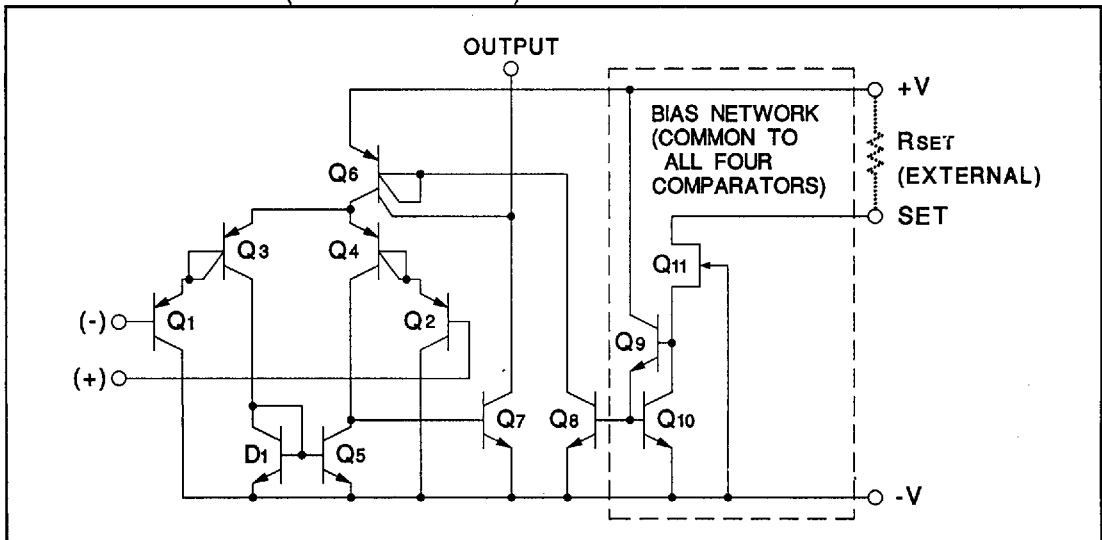 OUTPUT
+V
BIAS NETWORK
(COMMON TO
ALL FOUR
COMPARATORS)
RSET
(EXTERNAL)
SET
Q6
Q3
Q4
Q11
Q1
Q2
(-)
(+)
Q9
Q7
Q8
Q10
D1
Q5
-V